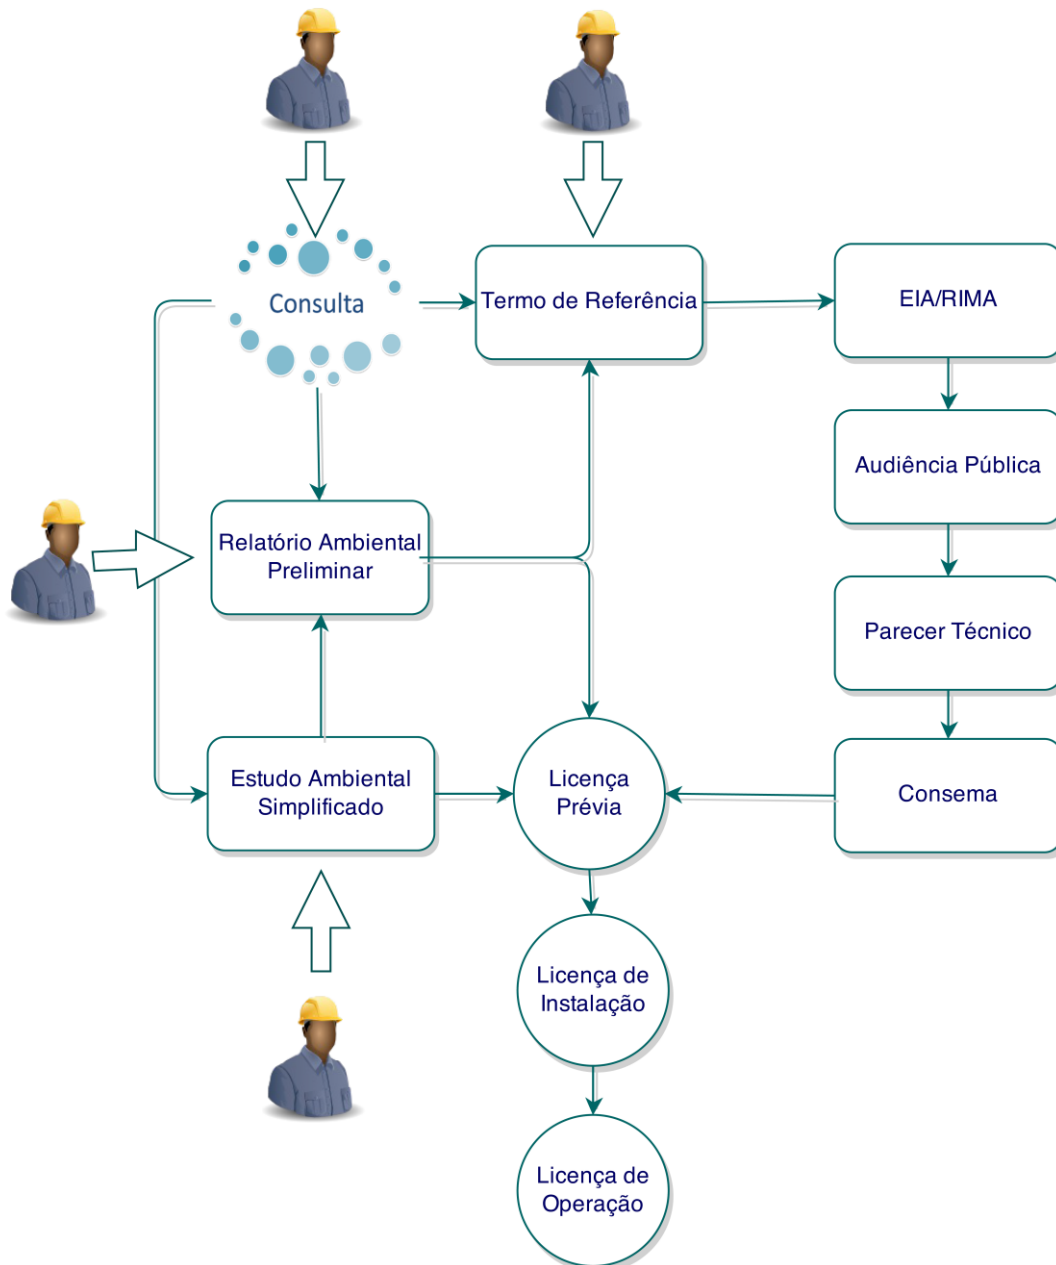 Consulta
Termo de Referência
EIA/RIMA
Audiência Pública
Relatório Ambiental
Preliminar
Parecer Técnico
Estudo Ambiental
Simplificado
Licença
Prévia
Consema
Licença de
Instalação
Licença de
Operação